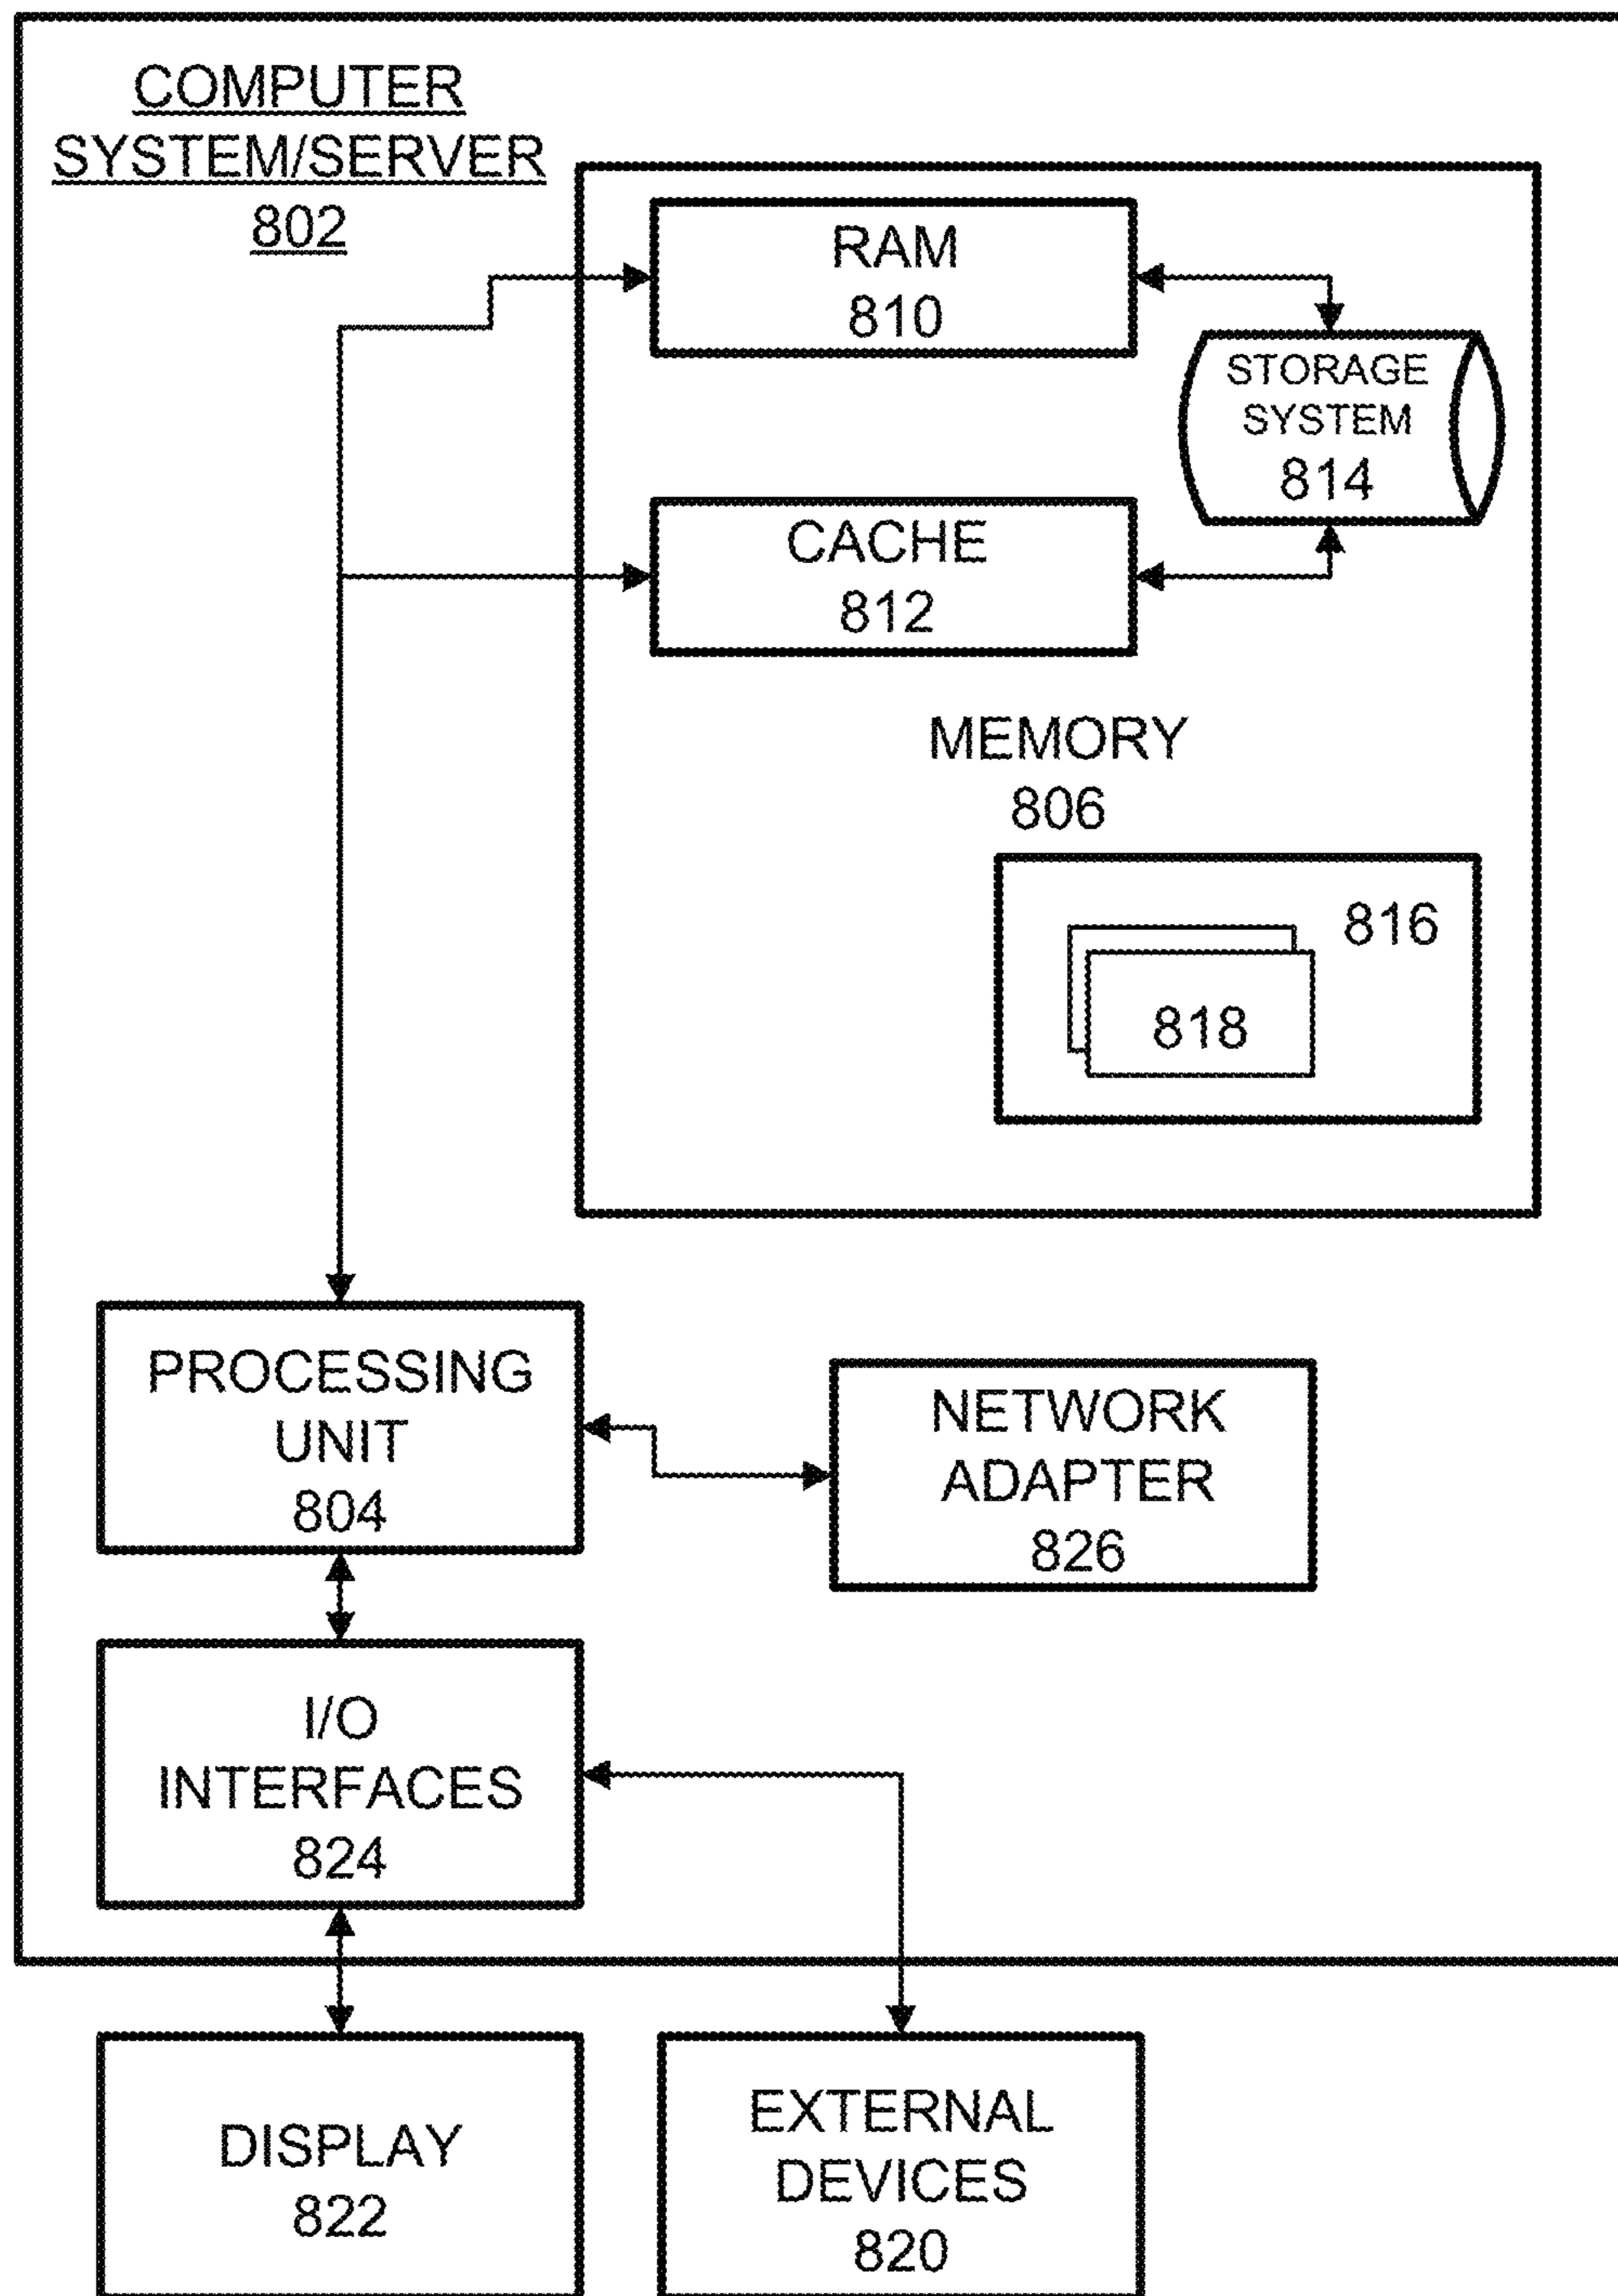 COMPUTER
SYSTEM/SERVER
802
RAM
810
STORAGE
SYSTEM
814
CACHE
812
MEMORY
806
816
818
PROCESSING
UNIT
804
NETWORK
ADAPTER
826
I/O
INTERFACES
824
DISPLAY
822
EXTERNAL
DEVICES
820